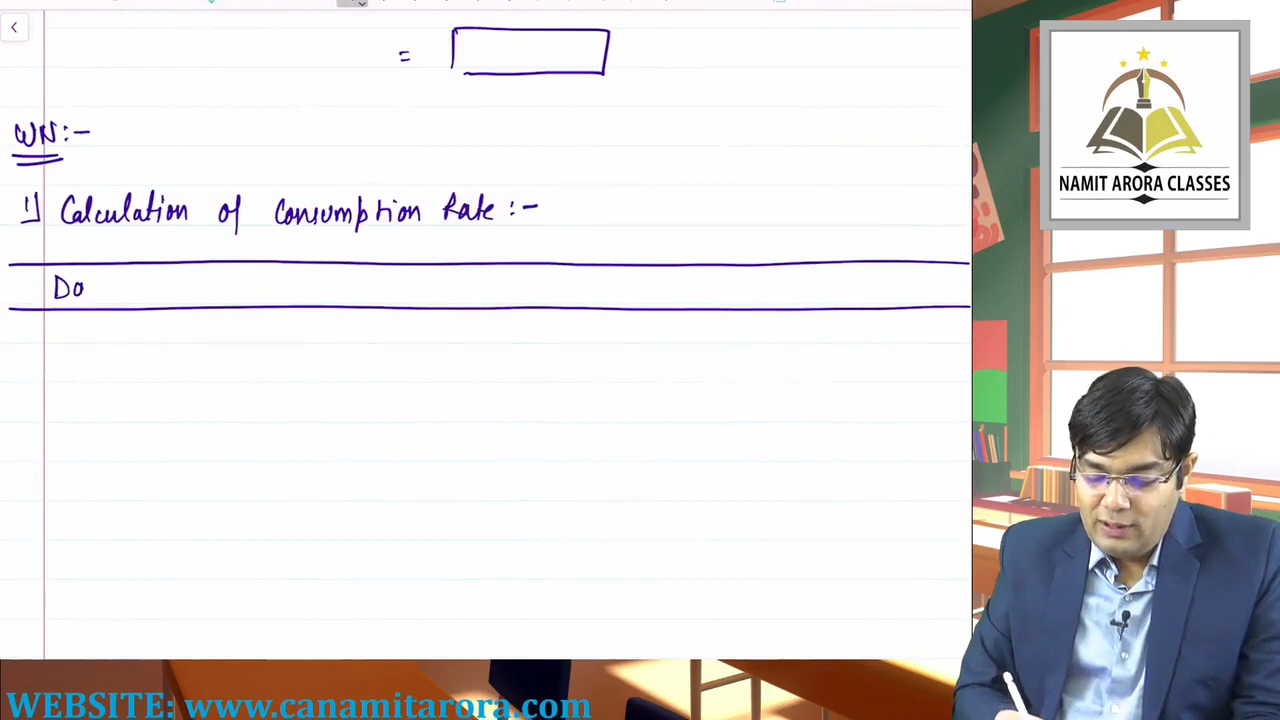 =
WN:-
1] Calculation of Consumption Rate :-
Do
NAMIT ARORA CLASSES
WEBSITE: www.canamitarora.com